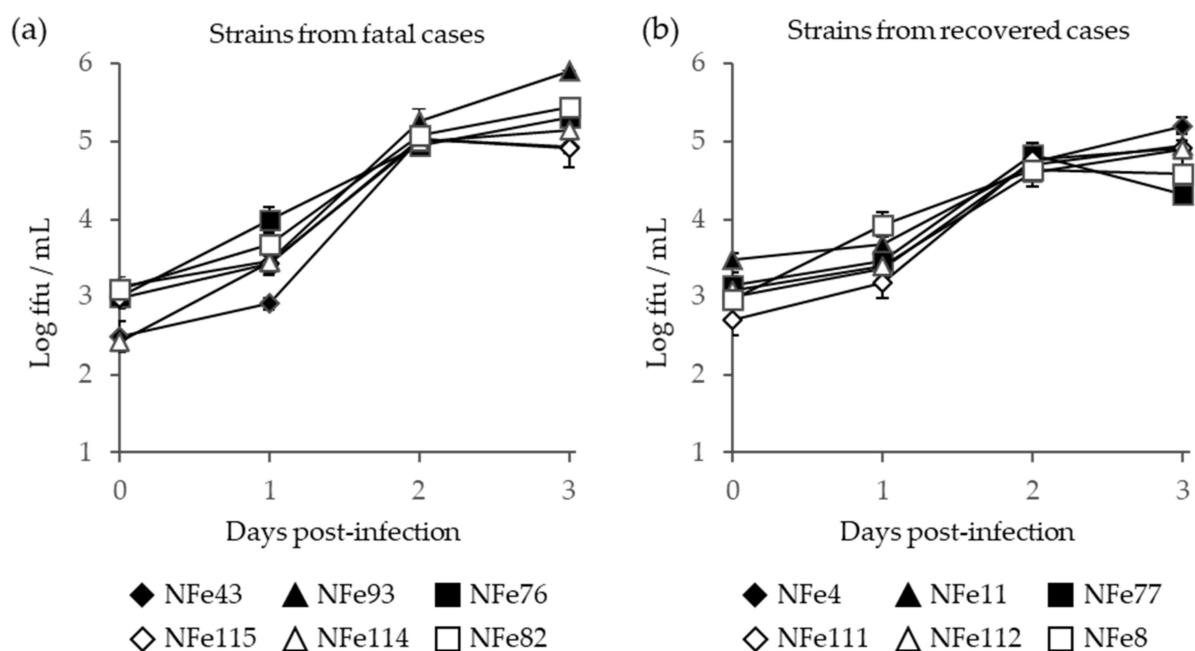 (a)
Strains from fatal cases
Log ffu / mL
6
5
4
3
2
1
0 1 2 3
Days post-infection
NFe43 NFe93 NFe76
NFe115 NFe114 NFe82
(b)
Strains from recovered cases
Log ffu / mL
6
5
4
3
2
1
0 1 2 3
Days post-infection
NFe4 NFe11 NFe77
NFe111 NFe112 NFe8